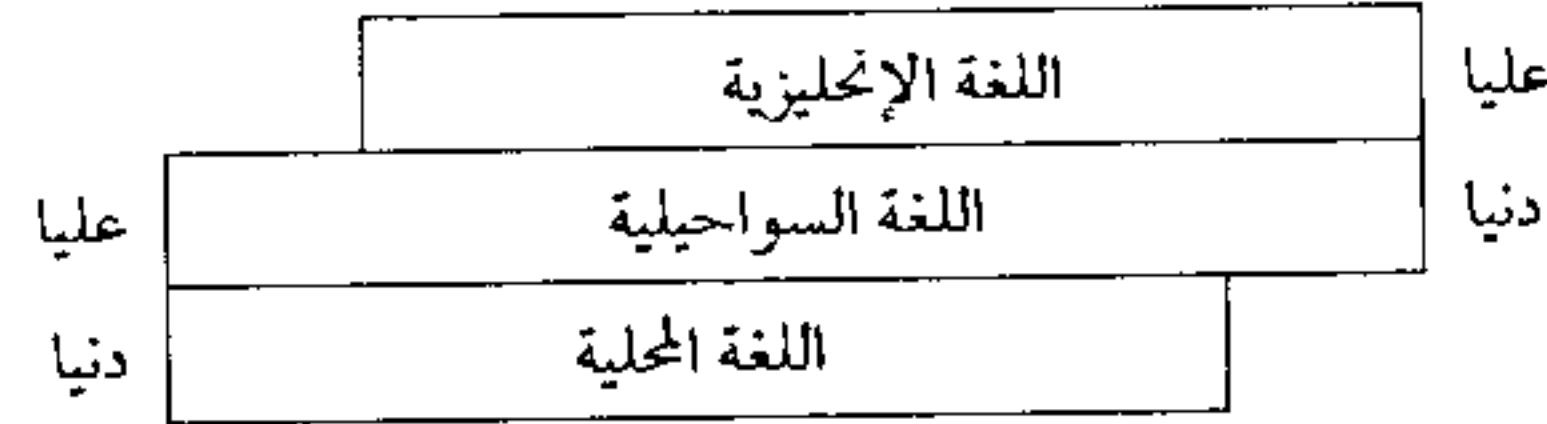 عليا اللغة الإنجليزية
دنيا اللغة السواحيلية عليا
اللغة المحلية دنيا